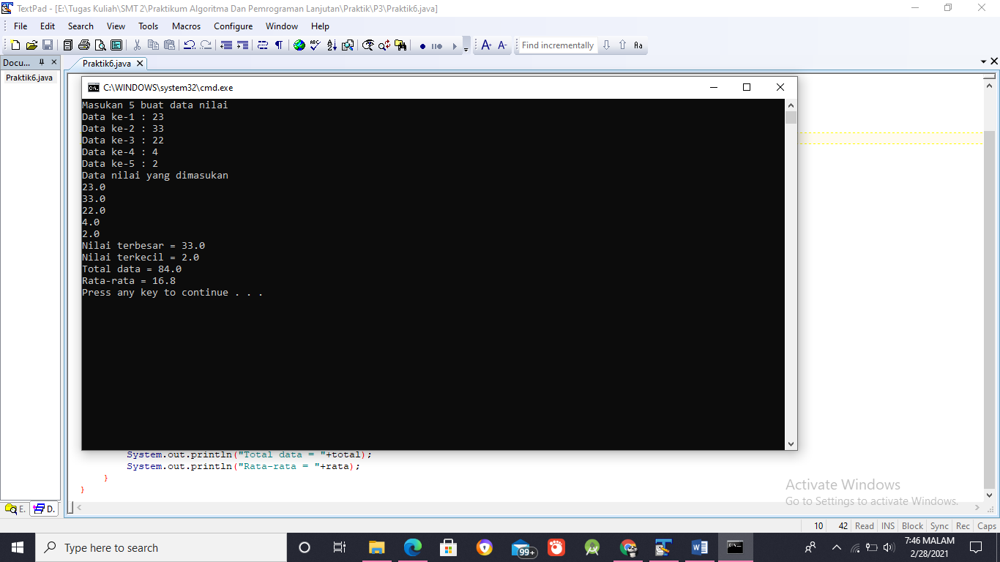 TextPad - [E:\Tugas Kuliah\SMT 2\Praktikum Algoritma Dan Pemrograman Lanjutan\Praktik\P3\Praktik6.java]
File Edit Search View Tools Macros Configure Window Help
Find incrementally
Docu...
Praktik6.java
Praktik6.java
C:\WINDOWS\system32\cmd.exe
Masukan 5 buat data nilai
Data ke-1 : 23
Data ke-2 : 33
Data ke-3 : 22
Data ke-4 : 4
Data ke-5 : 2
Data nilai yang dimasukan
23.0
33.0
22.0
4.0
2.0
Nilai terbesar = 33.0
Nilai terkecil = 2.0
Total data = 84.0
Rata-rata = 16.8
Press any key to continue . . .
System.out.println("Total data = "+total);
System.out.println("Rata-rata = "+rata);
}
}
Activate Windows
Go to Settings to activate Windows.
E. D.
10 42 Read INS Block Sync Rec Caps
Type here to search
99+
7:46 MALAM
2/28/2021